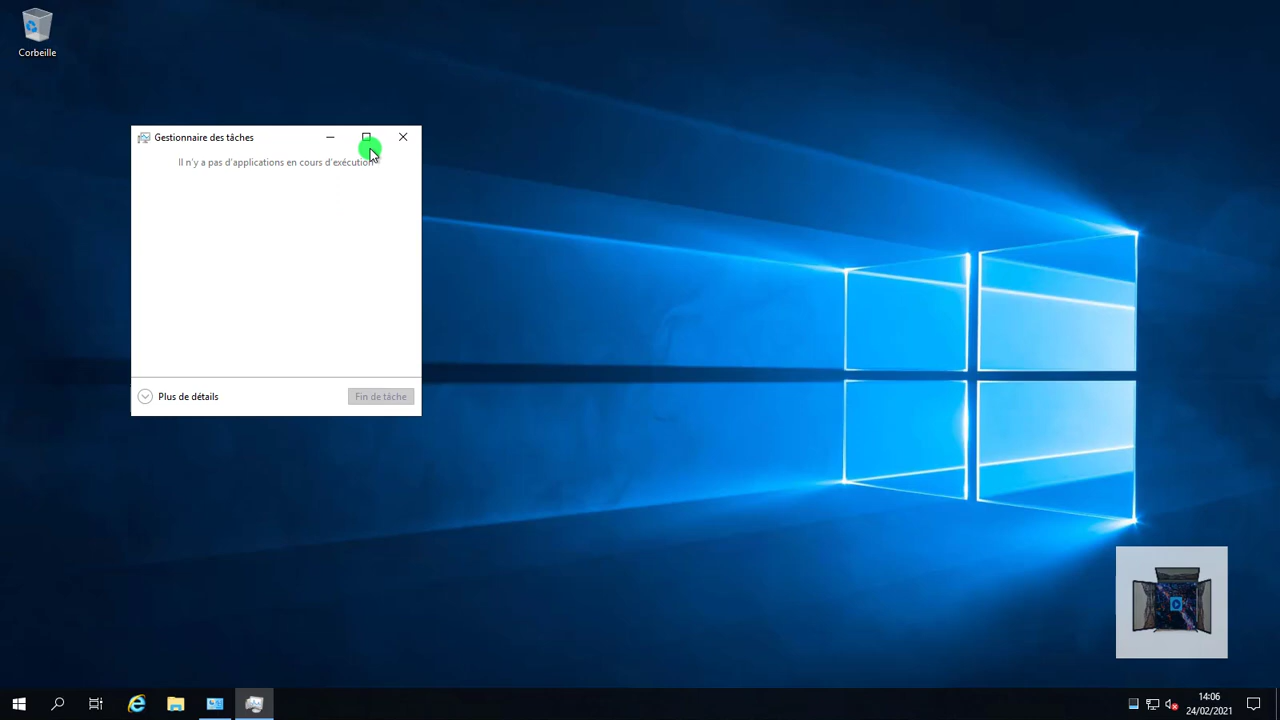 Corbeille
Gestionnaire des tâches
Il n'y a pas d'applications en cours d'exécution
Plus de détails
Fin de tâche
14:06
24/02/2021